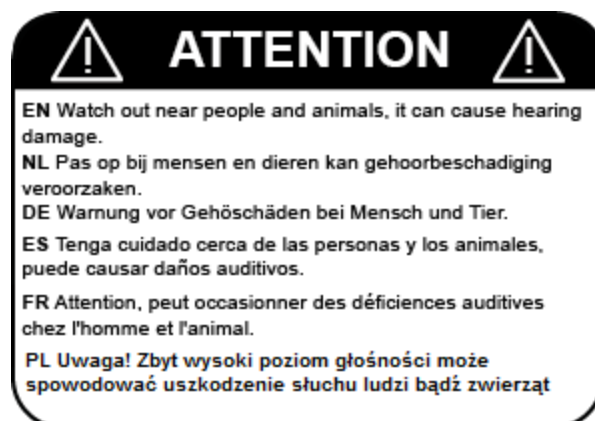 ATTENTION
EN Watch out near people and animals, it can cause hearing
damage.
NL Pas op bij mensen en dieren kan gehoorbeschadiging
veroorzaken.
DE Warnung vor Gehöschäden bei Mensch und Tier.
ES Tenga cuidado cerca de las personas y los animales,
puede causar daños auditivos.
FR Attention, peut occasionner des déficiences auditives
chez l'homme et l'animal.
PL Uwaga! Zbyt wysoki poziom głośności może
spowodować uszkodzenie słuchu ludzi bądź zwierząt